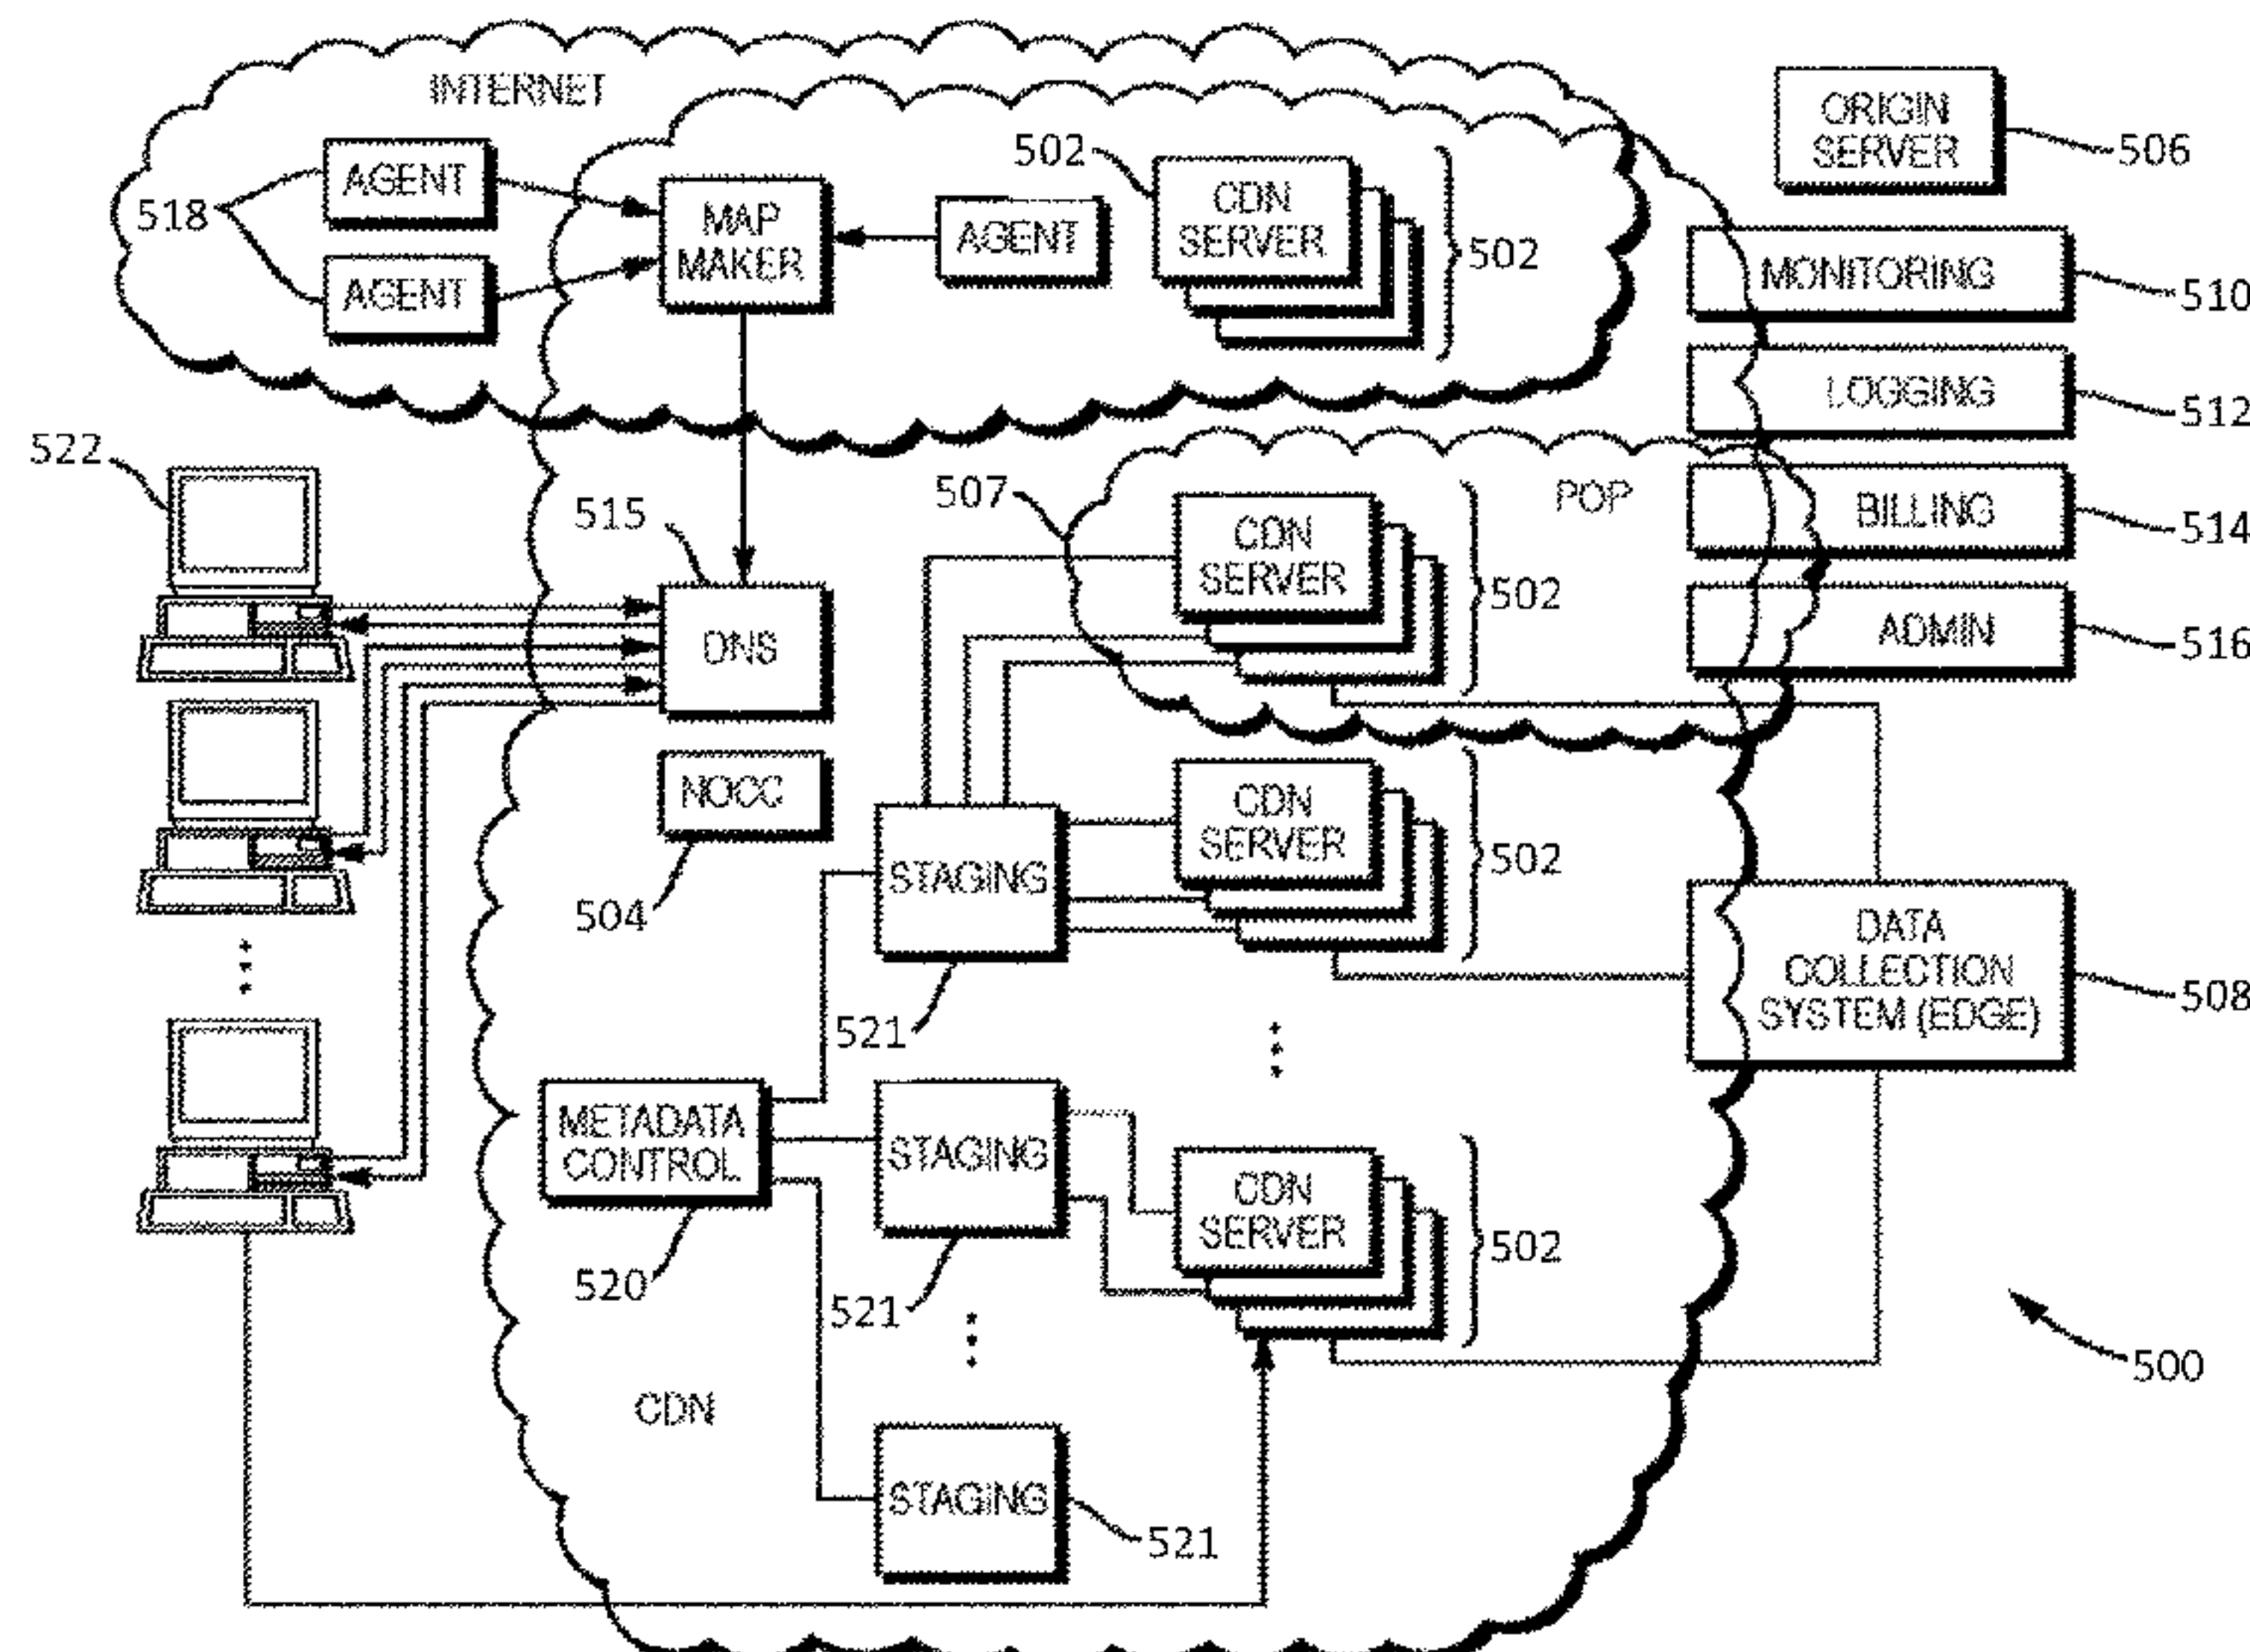 INTERNET
ORIGIN
SERVER
506
518
AGENT
AGENT
MAP
MAKER
AGENT
502
CDN
SERVER
502
MONITORING
510
LOGGING
512
522
515
507
POP
BILLING
514
CDN
SERVER
502
DNS
ADMIN
516
NOCC
504
STAGING
521
CDN
SERVER
502
DATA
COLLECTION
SYSTEM (EDGE)
508
METADATA
CONTROL
520
STAGING
521
CDN
SERVER
502
500
CDN
STAGING
521